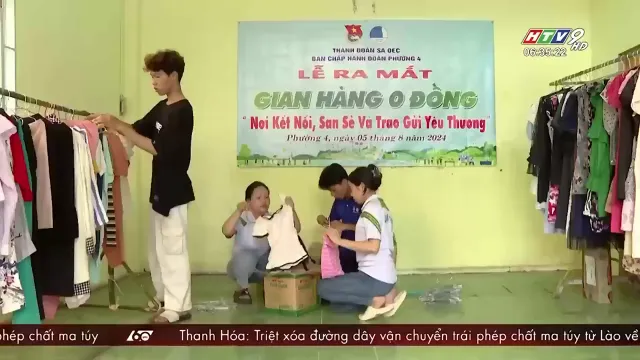 HTV9 HD
06:35:22
THÀNH ĐOÀN SA ĐÉC
BAN CHẤP HÀNH ĐOÀN PHƯỜNG 4
LỄ RA MẮT
GIAN HÀNG 0 ĐỒNG
"Nơi Kết Nối, San Sẻ Và Trao Gửi Yêu Thương"
Phường 4, ngày 05 tháng 8 năm 2024
phép chất ma túy
60
Thanh Hóa: Triệt xóa đường dây vận chuyển trái phép chất ma túy từ Lào về